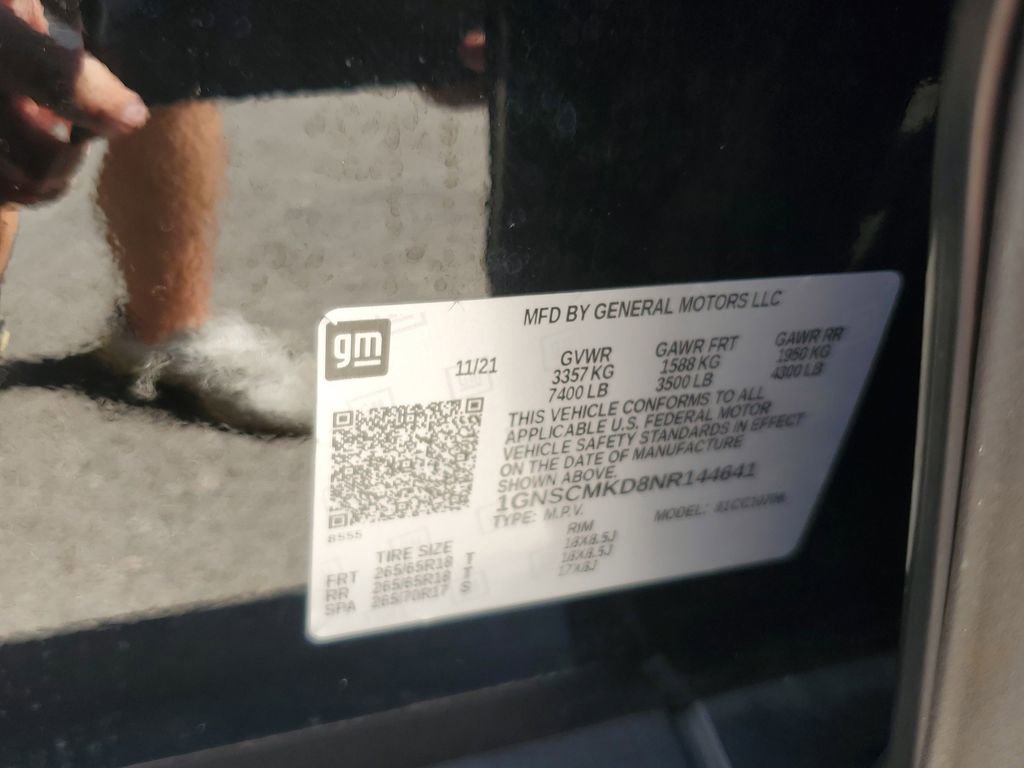 MFD BY GENERAL MOTORS LLC
gm
11/21
GVWR
3357 KG
7400 LB
GAWR FRT
1588 KG
3500 LB
GAWR RR
1950 KG
4300 LB
THIS VEHICLE CONFORMS TO ALL
APPLICABLE U.S. FEDERAL MOTOR
VEHICLE SAFETY STANDARDS IN EFFECT
ON THE DATE OF MANUFACTURE
SHOWN ABOVE.
1GNSCMKD8NR144641
TYPE: M.P.V. MODEL:
8555
TIRE SIZE RIM
FRT 265/65R18 T 18X8.5J
RR 265/65R18 T 18X8.5J
SPA 265/70R17 S 17X8J